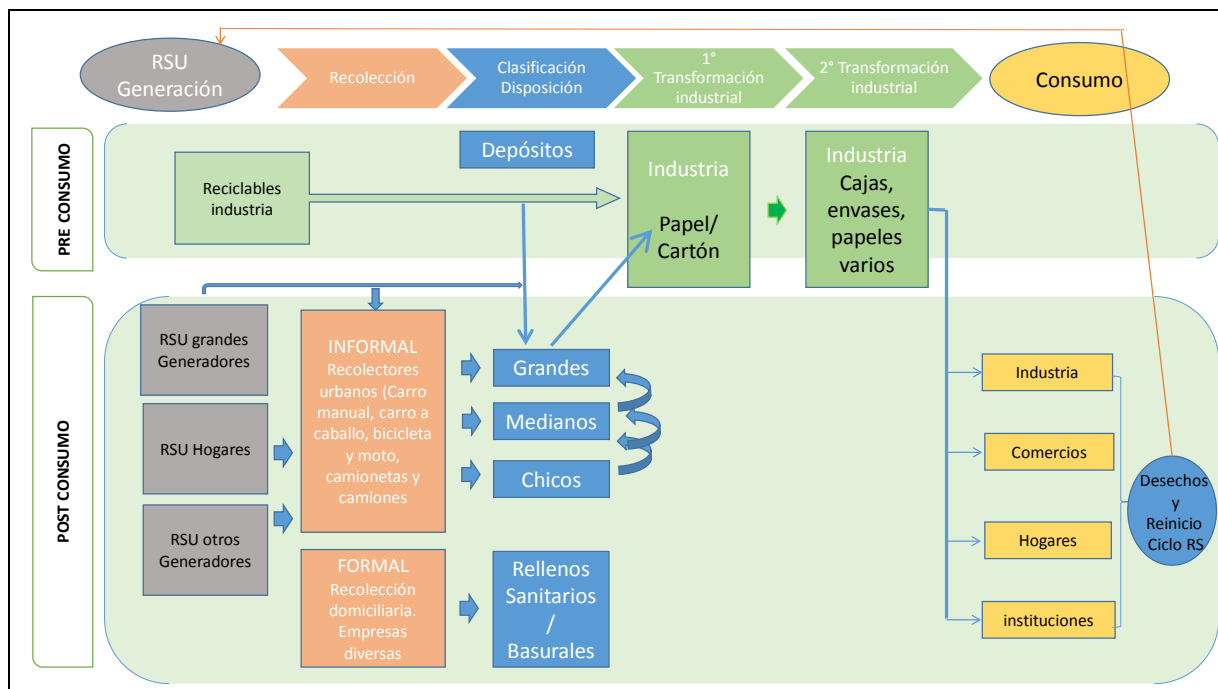 RSU
Generación
Recolección
Clasificación
Disposición
1°
Transformación
industrial
2° Transformación
industrial
Consumo
PRE CONSUMO
Reciclables
industria
Depósitos
Industria
Papel/
Cartón
Industria
Cajas,
envases,
papeles
varios
POST CONSUMO
RSU grandes
Generadores
RSU Hogares
RSU otros
Generadores
INFORMAL
Recolectores
urbanos (Carro
manual, carro a
caballo, bicicleta
y moto,
camionetas y
camiones
FORMAL
Recolección
domiciliaria.
Empresas
diversas
Grandes
Medianos
Chicos
Rellenos
Sanitarios
/
Basurales
Industria
Comercios
Hogares
instituciones
Desechos
y
Reinicio
Ciclo RS